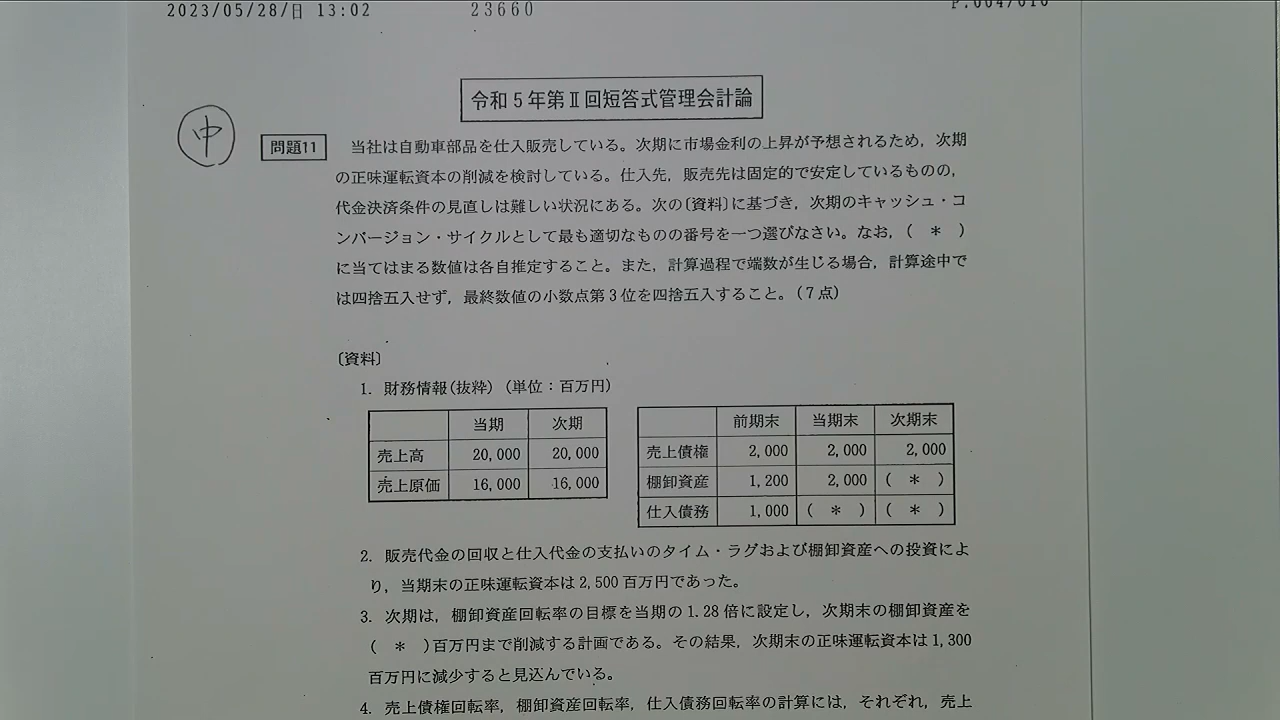 2023/05/28/日 13:02 23660 P.004/010
令和5年第Ⅱ回短答式管理会計論
中
問題11 当社は自動車部品を仕入販売している。次期に市場金利の上昇が予想されるため，次期
の正味運転資本の削減を検討している。仕入先，販売先は固定的で安定しているものの，
代金決済条件の見直しは難しい状況にある。次の〔資料〕に基づき，次期のキャッシュ・コ
ンバージョン・サイクルとして最も適切なものの番号を一つ選びなさい。なお，( ＊ )
に当てはまる数値は各自推定すること。また，計算過程で端数が生じる場合，計算途中で
は四捨五入せず，最終数値の小数点第3位を四捨五入すること。(7点)
〔資料〕
1. 財務情報(抜粋) (単位：百万円)
当期 次期
売上高 20,000 20,000
売上原価 16,000 16,000
前期末 当期末 次期末
売上債権 2,000 2,000 2,000
棚卸資産 1,200 2,000 ( ＊ )
仕入債務 1,000 ( ＊ ) ( ＊ )
2. 販売代金の回収と仕入代金の支払いのタイム・ラグおよび棚卸資産への投資によ
り，当期末の正味運転資本は2,500百万円であった。
3. 次期は，棚卸資産回転率の目標を当期の1.28倍に設定し，次期末の棚卸資産を
( ＊ )百万円まで削減する計画である。その結果，次期末の正味運転資本は1,300
百万円に減少すると見込んでいる。
4. 売上債権回転率，棚卸資産回転率，仕入債務回転率の計算には，それぞれ，売上